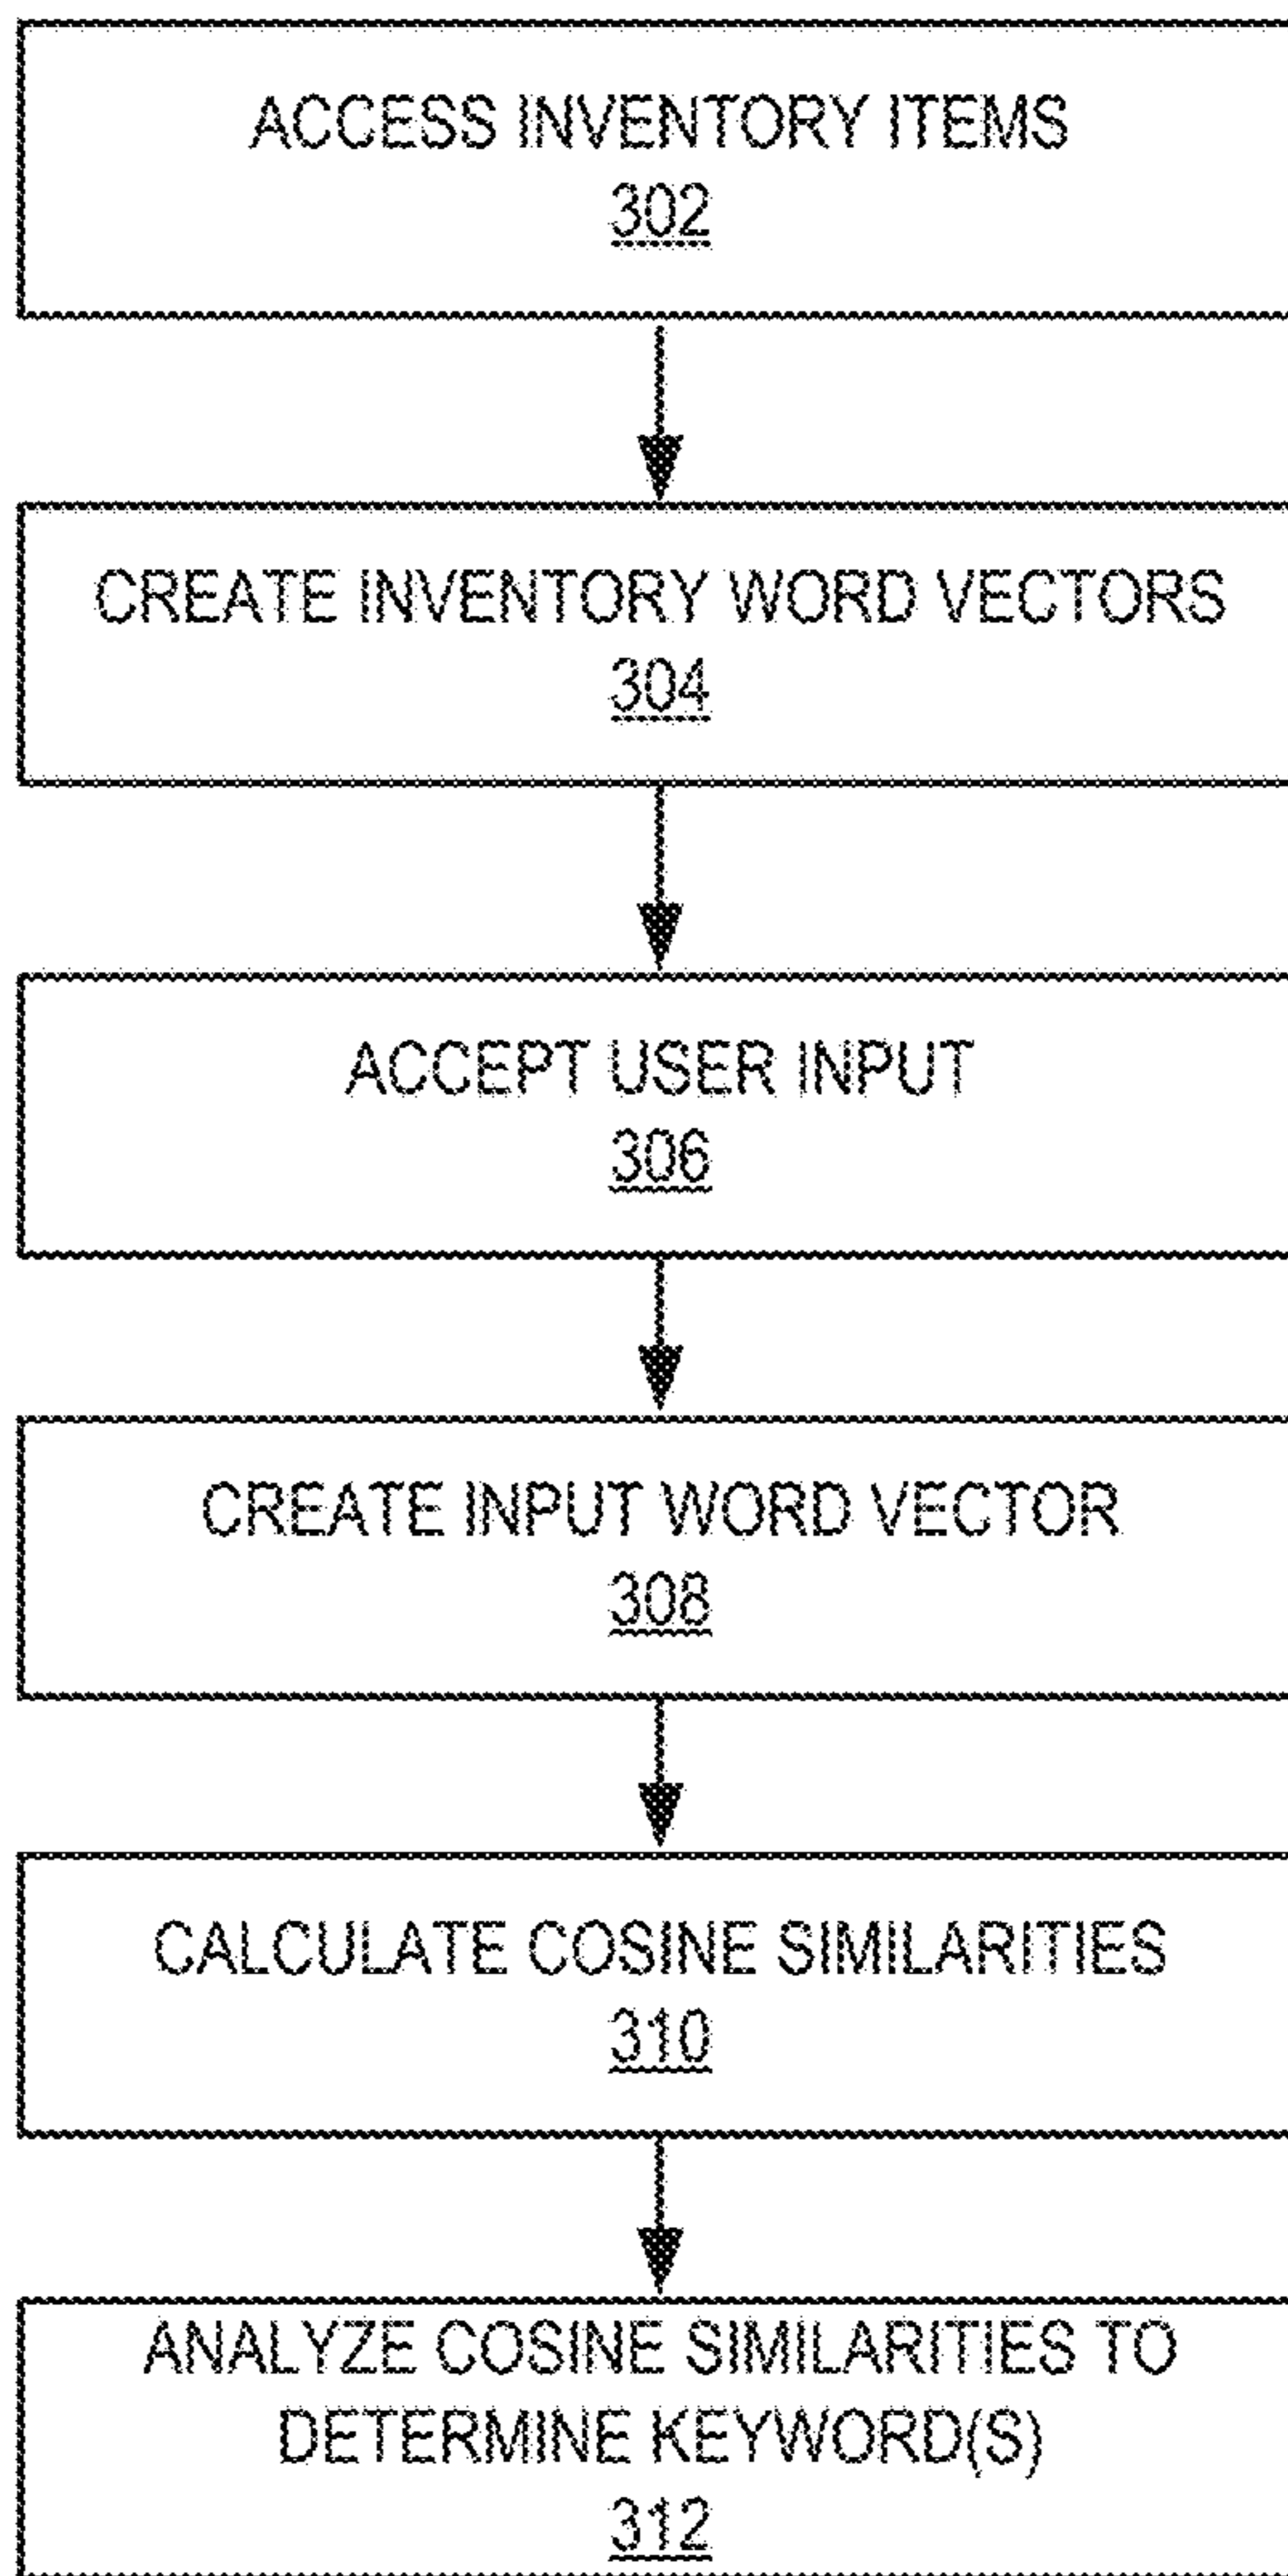 ACCESS INVENTORY ITEMS
302
CREATE INVENTORY WORD VECTORS
304
ACCEPT USER INPUT
306
CREATE INPUT WORD VECTOR
308
CALCULATE COSINE SIMILARITIES
310
ANALYZE COSINE SIMILARITIES TO
DETERMINE KEYWORD(S)
312